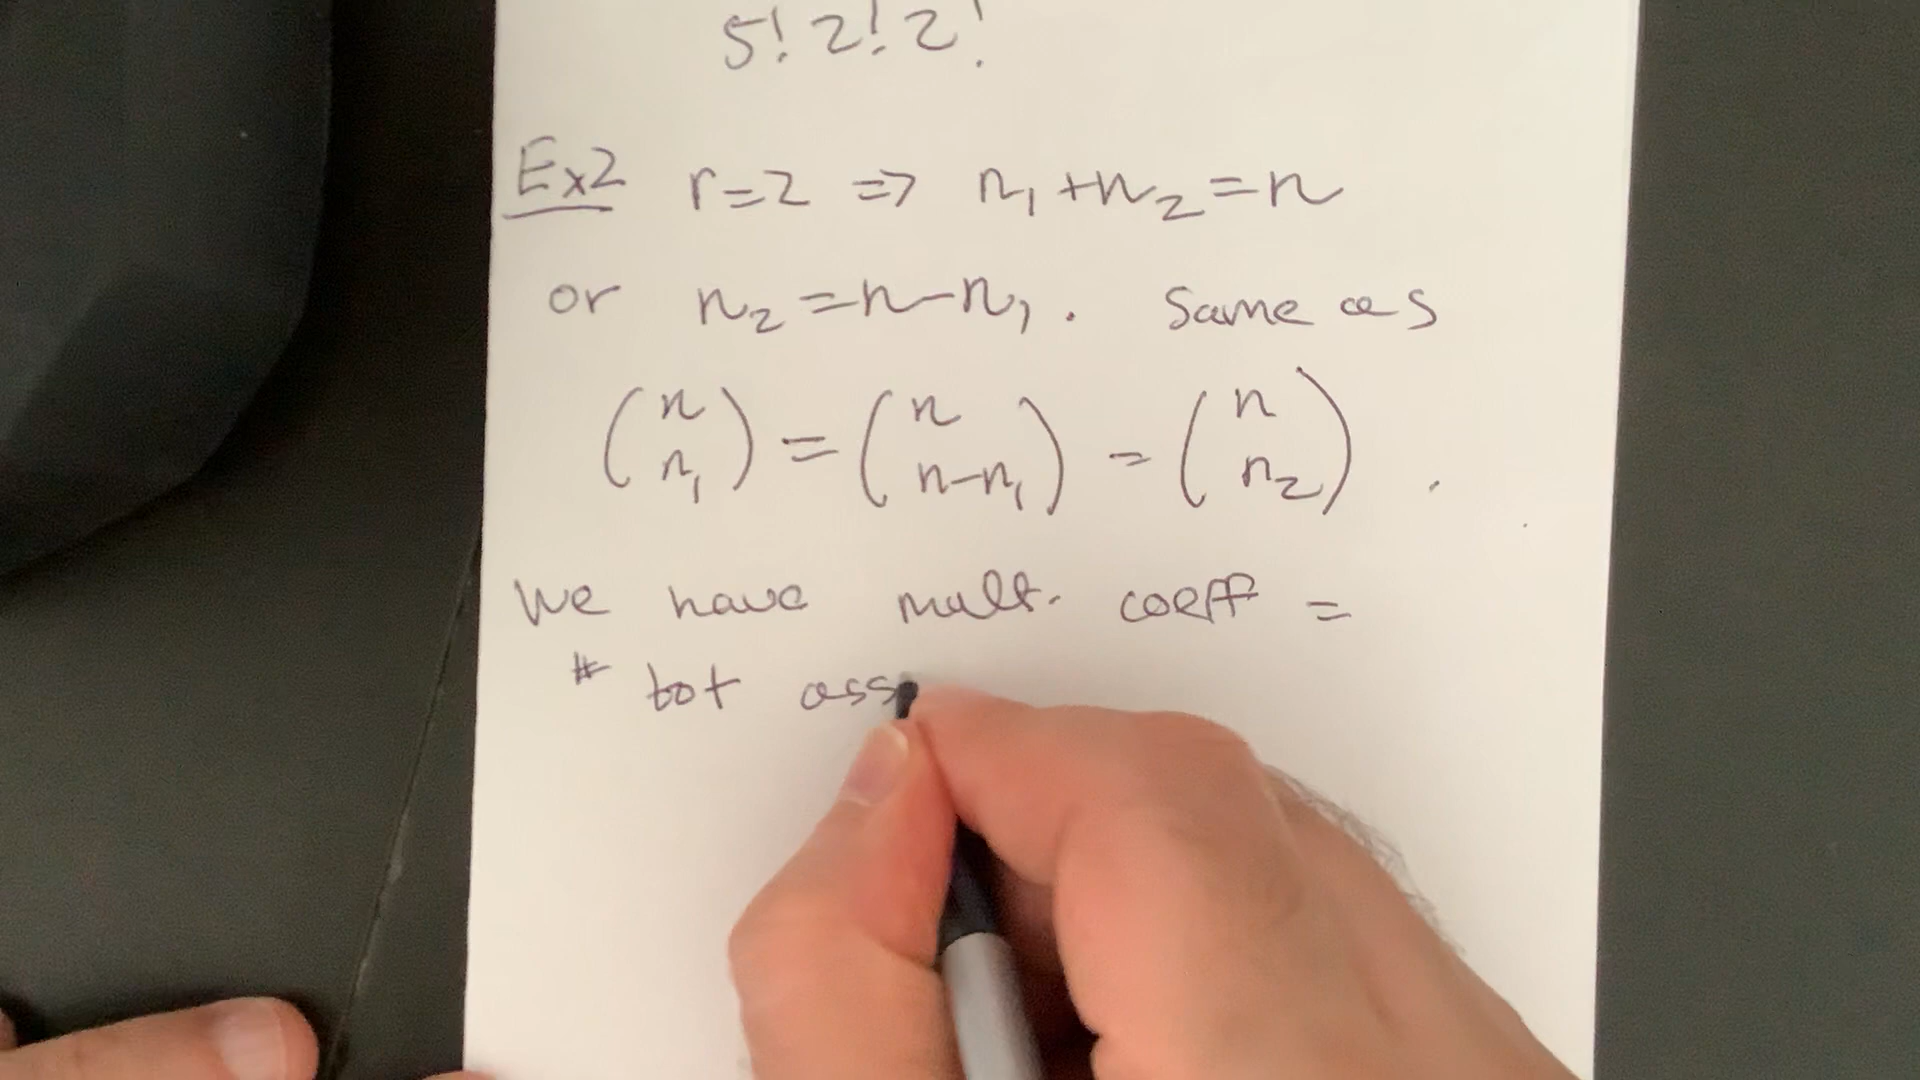 5! 2! 2!
Ex2 r=2 => n₁+n₂=n
or n₂=n-n₁. Same as
(n n₁) = (n n-n₁) = (n n₂).
We have mult. coeff =
# tot ass